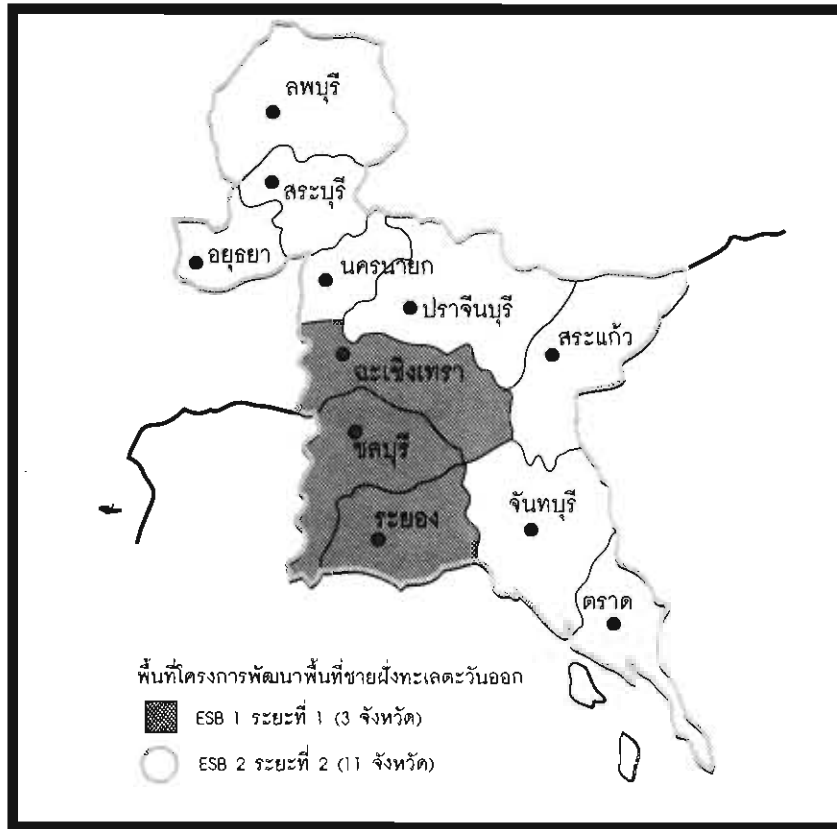 ลพบุรี
สระบุรี
อยุธยา
นครนายก
ปราจีนบุรี
สระแก้ว
ฉะเชิงเทรา
ชลบุรี
ระยอง
จันทบุรี
ตราด
พื้นที่โครงการพัฒนาพื้นที่ชายฝั่งทะเลตะวันออก
ESB 1 ระยะที่ 1 (3 จังหวัด)
ESB 2 ระยะที่ 2 (11 จังหวัด)